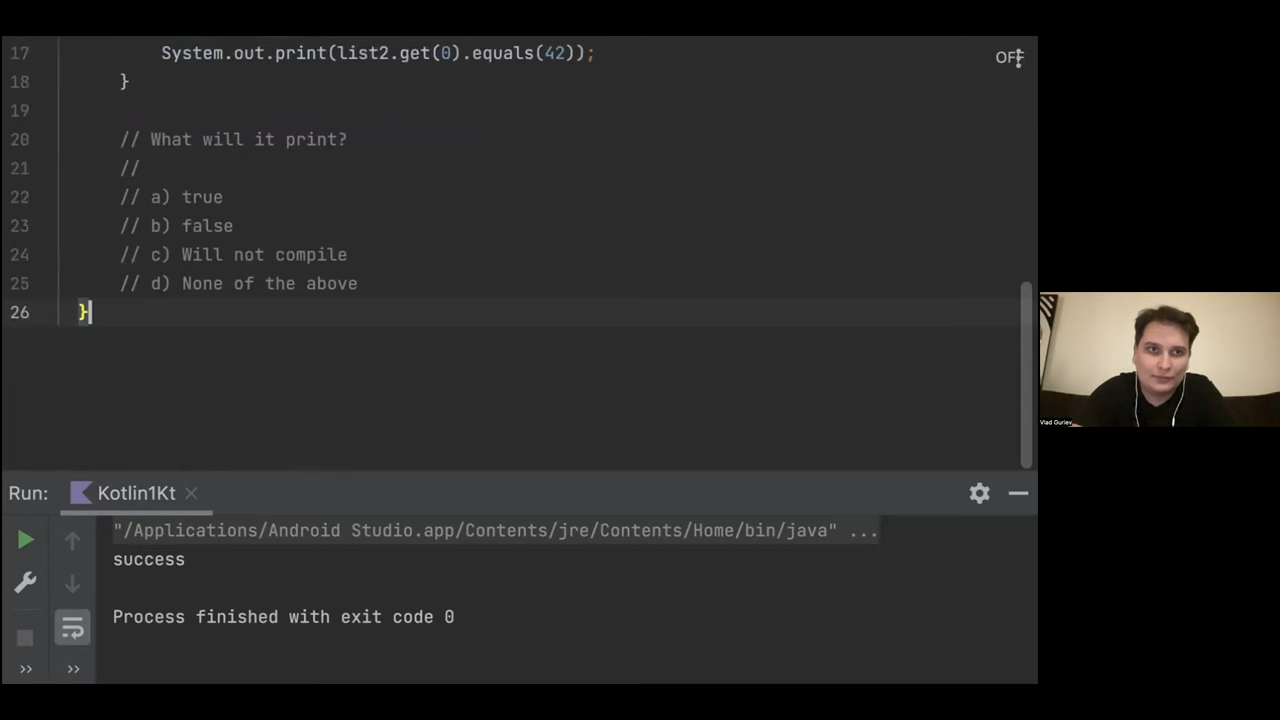 17 System.out.print(list2.get(0).equals(42));
OFF
18 }
19
20 // What will it print?
21 //
22 // a) true
23 // b) false
24 // c) Will not compile
25 // d) None of the above
26 }
Vlad Guriev
Run: Kotlin1Kt
"/Applications/Android Studio.app/Contents/jre/Contents/Home/bin/java" ...
success
Process finished with exit code 0